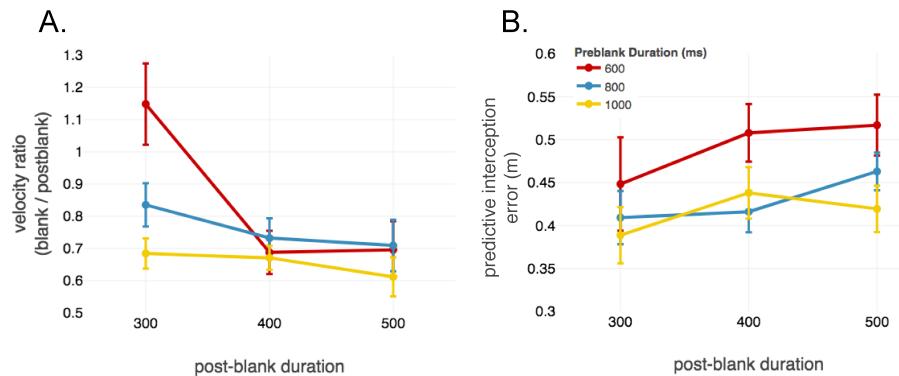 A.
velocity ratio
(blank / postblank)
1.3
1.2
1.1
1
0.9
0.8
0.7
0.6
0.5
300 400 500
post-blank duration
B.
predictive interception
error (m)
0.6
0.55
0.5
0.45
0.4
0.35
0.3
Preblank Duration (ms)
600
800
1000
300 400 500
post-blank duration